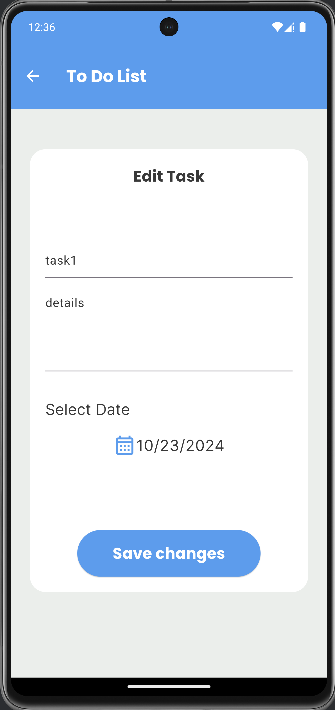 12:36
To Do List
Edit Task
task1
details
Select Date
10/23/2024
Save changes